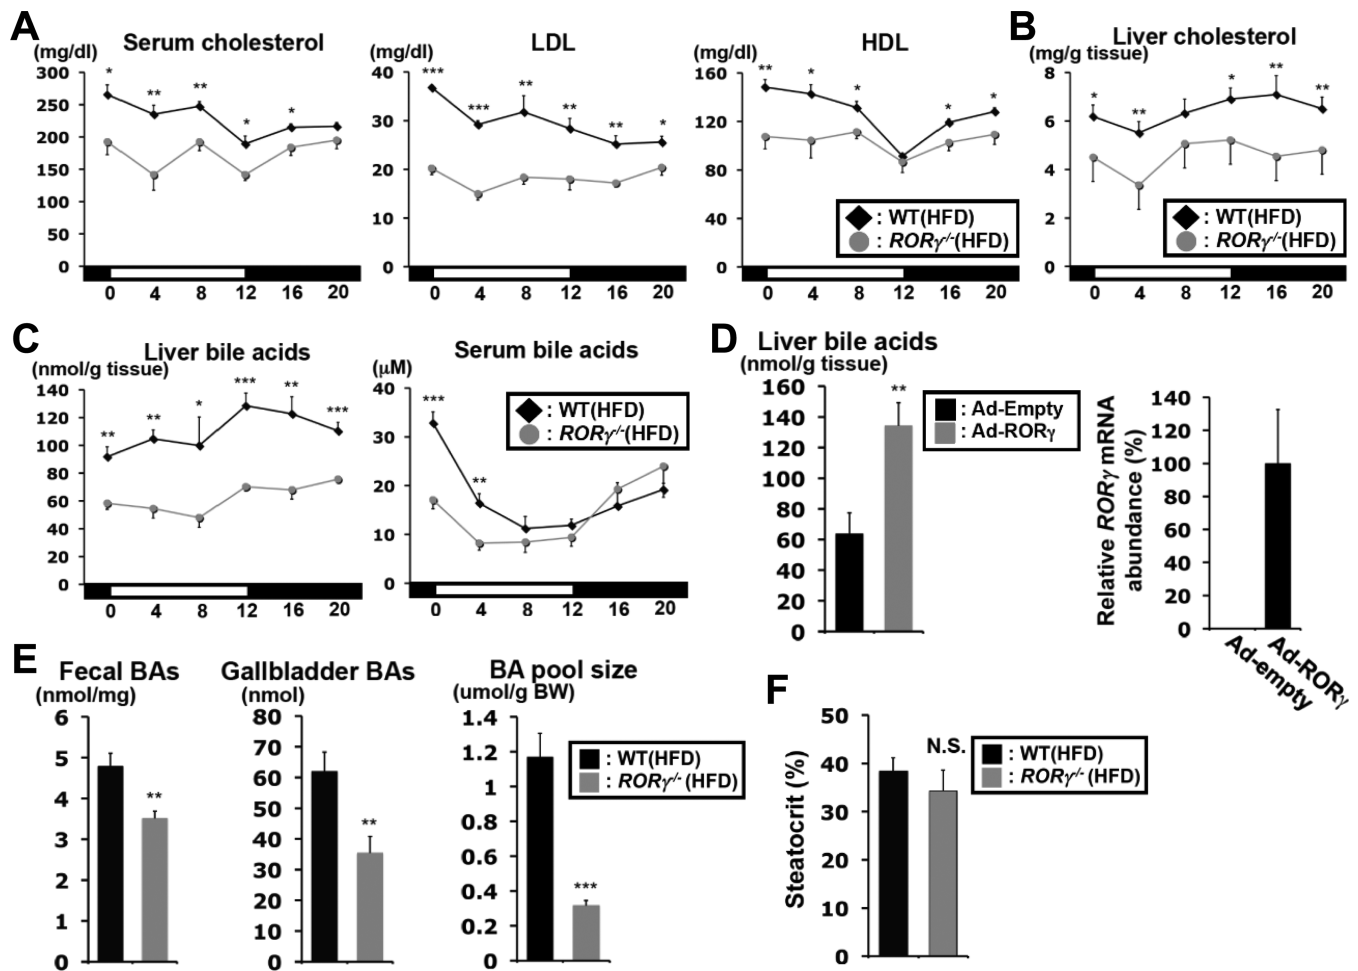 A
Serum cholesterol
(mg/dl)
300
250
200
150
100
50
0
* ** ** * *
0 4 8 12 16 20
LDL
(mg/dl)
40
30
20
10
0
*** *** ** ** ** *
0 4 8 12 16 20
HDL
(mg/dl)
160
120
80
40
0
** * * * *
: WT(HFD)
: RORγ-/-(HFD)
0 4 8 12 16 20
B
Liver cholesterol
(mg/g tissue)
8
6
4
2
0
* ** * ** **
: WT(HFD)
: RORγ-/-(HFD)
0 4 8 12 16 20
C
Liver bile acids
(nmol/g tissue)
140
120
100
80
60
40
20
0
** ** * *** ** ***
0 4 8 12 16 20
Serum bile acids
(μM)
40
30
20
10
0
*** **
: WT(HFD)
: RORγ-/-(HFD)
0 4 8 12 16 20
D
Liver bile acids
(nmol/g tissue)
160
140
120
100
80
60
40
20
0
**
: Ad-Empty
: Ad-RORγ
Relative RORγ mRNA
abundance (%)
140
120
100
80
60
40
20
0
Ad-empty
Ad-RORγ
E
Fecal BAs
(nmol/mg)
6
5
4
3
2
1
0
**
Gallbladder BAs
(nmol)
80
70
60
50
40
30
20
10
0
**
BA pool size
(umol/g BW)
1.4
1.2
1
0.8
0.6
0.4
0.2
0
***
: WT(HFD)
: RORγ-/- (HFD)
F
Steatocrit (%)
50
40
30
20
10
0
N.S.
: WT(HFD)
: RORγ-/- (HFD)